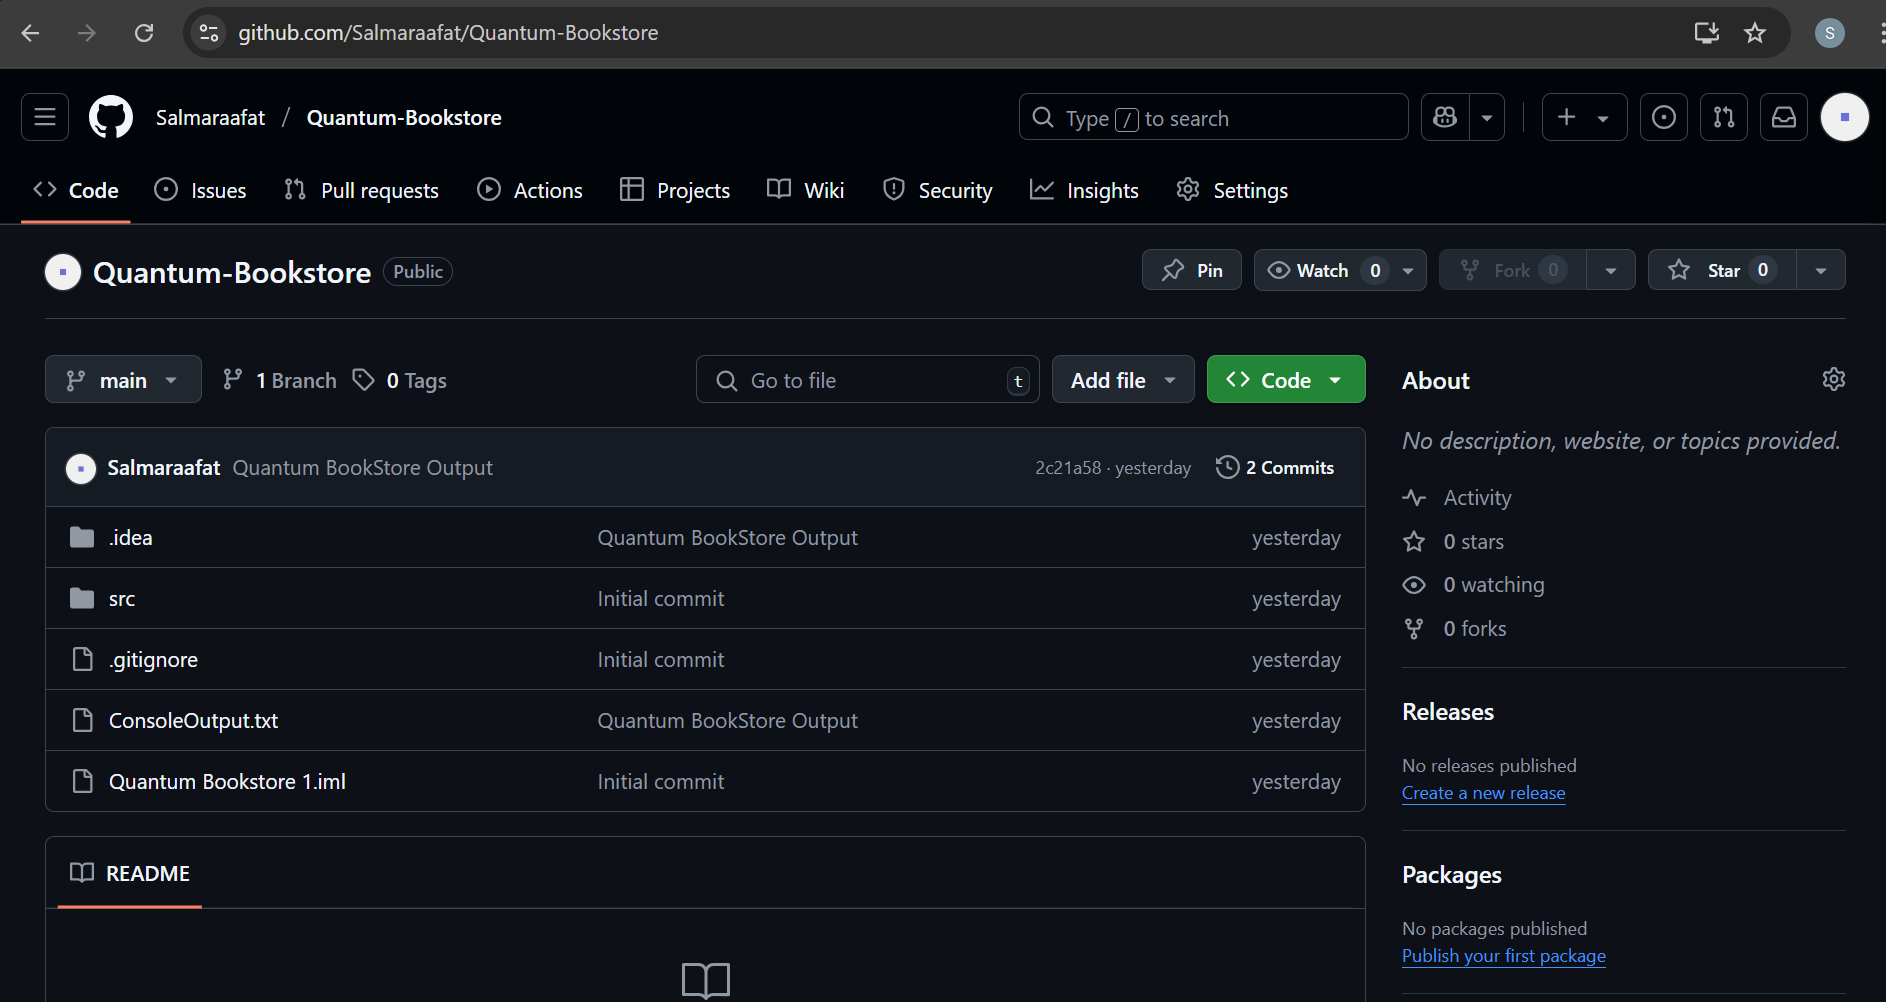 github.com/Salmaraafat/Quantum-Bookstore
S
Salmaraafat / Quantum-Bookstore
Type / to search
Code
Issues
Pull requests
Actions
Projects
Wiki
Security
Insights
Settings
Quantum-Bookstore Public
Pin
Watch 0
Fork 0
Star 0
main
1 Branch
0 Tags
Go to file t
Add file
Code
Salmaraafat Quantum BookStore Output 2c21a58 · yesterday 2 Commits
.idea Quantum BookStore Output yesterday
src Initial commit yesterday
.gitignore Initial commit yesterday
ConsoleOutput.txt Quantum BookStore Output yesterday
Quantum Bookstore 1.iml Initial commit yesterday
README
About
No description, website, or topics provided.
Activity
0 stars
0 watching
0 forks
Releases
No releases published
Create a new release
Packages
No packages published
Publish your first package